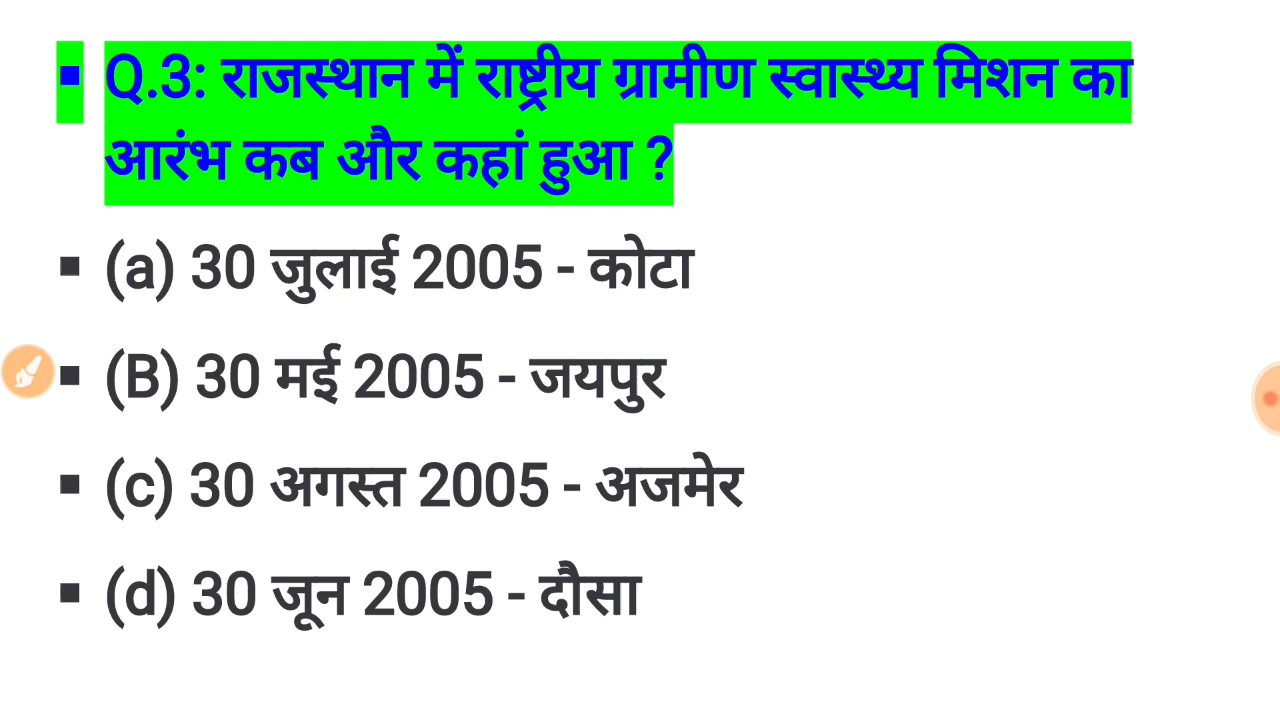 ▪ Q.3: राजस्थान में राष्ट्रीय ग्रामीण स्वास्थ्य मिशन का
आरंभ कब और कहां हुआ ?
▪ (a) 30 जुलाई 2005 - कोटा
▪ (B) 30 मई 2005 - जयपुर
▪ (c) 30 अगस्त 2005 - अजमेर
▪ (d) 30 जून 2005 - दौसा